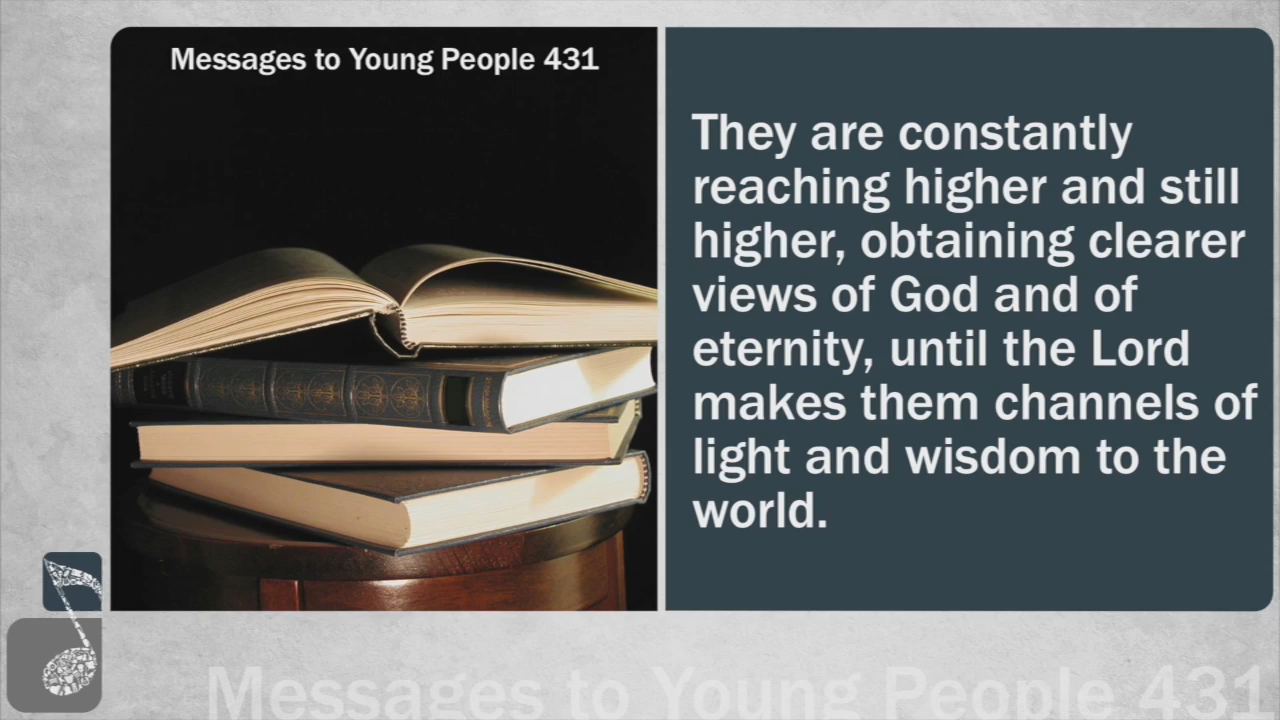 Messages to Young People 431
They are constantly
reaching higher and still
higher, obtaining clearer
views of God and of
eternity, until the Lord
makes them channels of
light and wisdom to the
world.
Messages to Young People 431